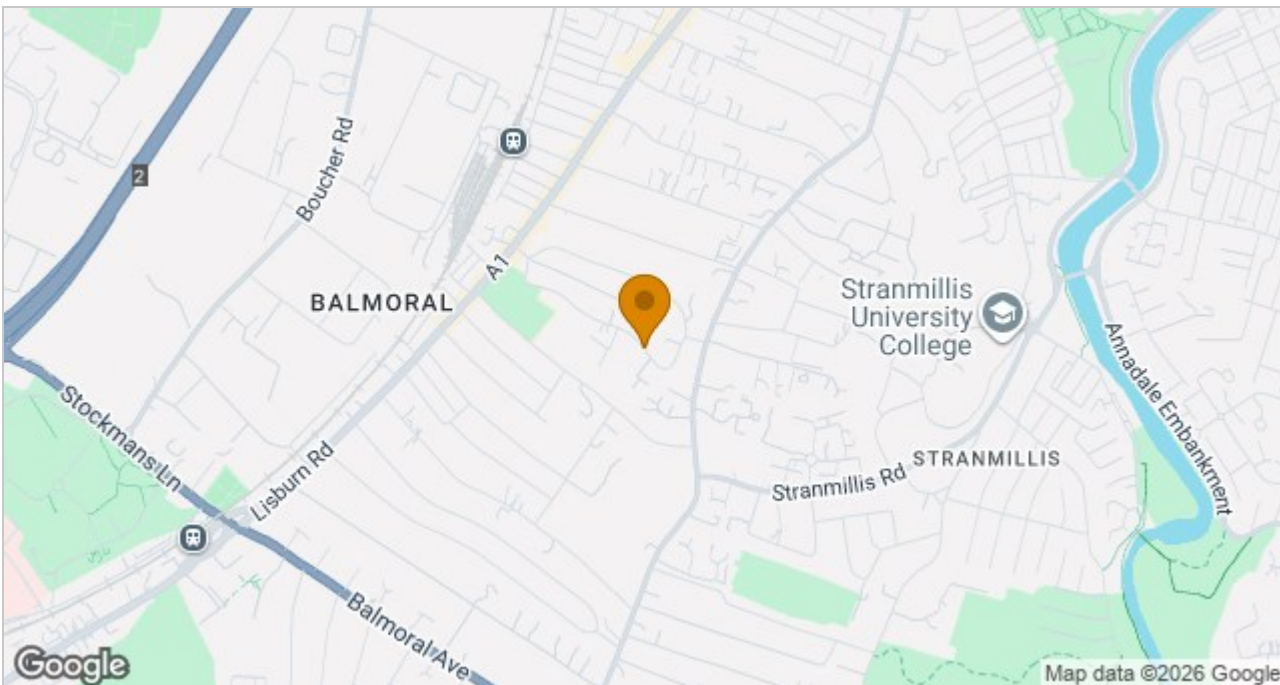 2
Boucher Rd
A1
BALMORAL
Stranmillis
University
College
Annadale Embankment
Stockmans Ln
Lisburn Rd
STRANMILLIS
Stranmillis Rd
Balmoral Ave
Google
Map data ©2026 Google